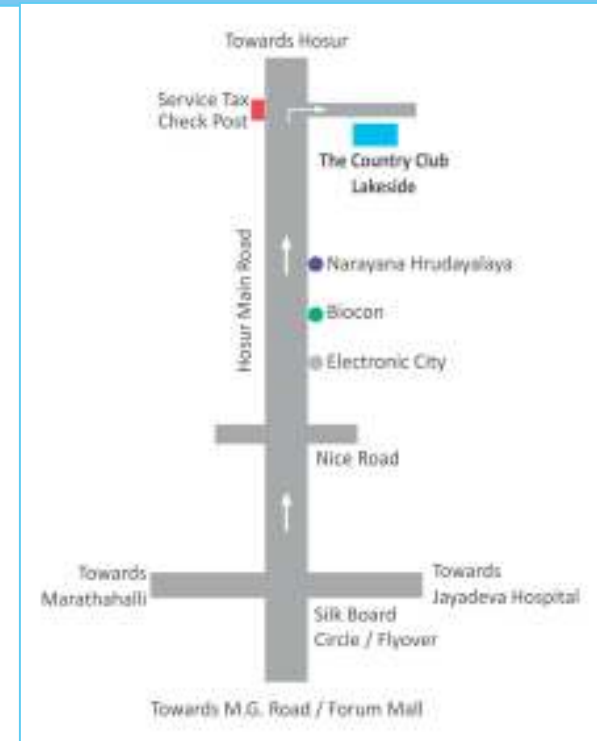 Towards Hosur
Service Tax
Check Post
The Country Club
Lakeside
Hosur Main Road
Narayana Hrudayalaya
Biocon
Electronic City
Nice Road
Towards
Marathahalli
Towards
Jayadeva Hospital
Silk Board
Circle / Flyover
Towards M.G. Road / Forum Mall